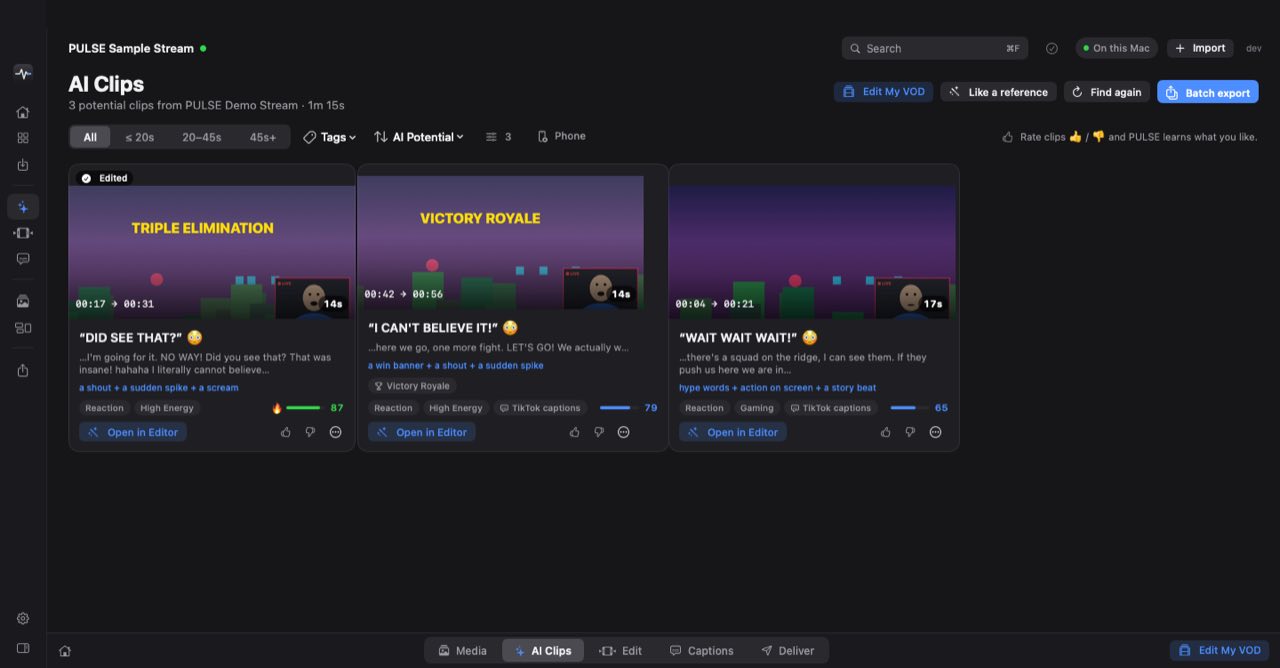 PULSE Sample Stream
Search ⌘F
On this Mac
+ Import
dev
AI Clips
3 potential clips from PULSE Demo Stream · 1m 15s
Edit My VOD
Like a reference
Find again
Batch export
All
≤ 20s
20–45s
45s+
Tags
AI Potential
3
Phone
Rate clips 👍 / 👎 and PULSE learns what you like.
Edited
TRIPLE ELIMINATION
LIVE
00:17 → 00:31
14s
“DID SEE THAT?” 😳
...I'm going for it. NO WAY! Did you see that? That was
insane! hahaha I literally cannot believe...
a shout + a sudden spike + a scream
Reaction
High Energy
🔥 87
Open in Editor
VICTORY ROYALE
LIVE
00:42 → 00:56
14s
“I CAN'T BELIEVE IT!” 😳
...here we go, one more fight. LET'S GO! We actually w...
a win banner + a shout + a sudden spike
Victory Royale
Reaction
High Energy
TikTok captions
79
Open in Editor
LIVE
00:04 → 00:21
17s
“WAIT WAIT WAIT!” 😳
...there's a squad on the ridge, I can see them. If they
push us here we are in...
hype words + action on screen + a story beat
Reaction
Gaming
TikTok captions
65
Open in Editor
Media
AI Clips
Edit
Captions
Deliver
Edit My VOD